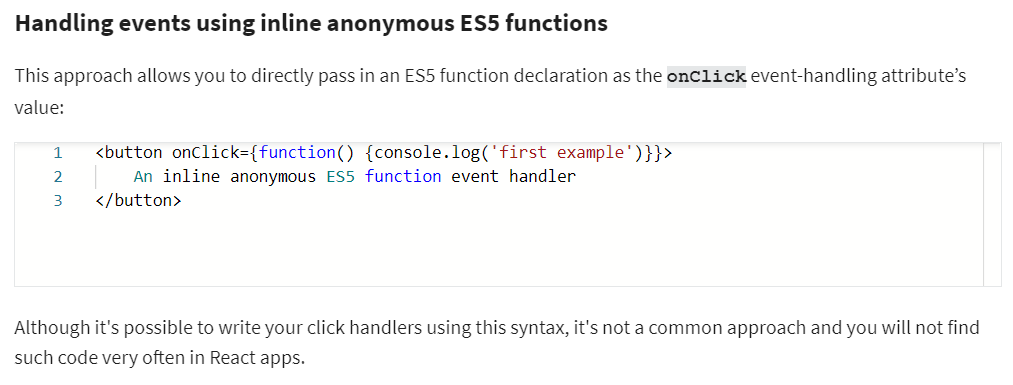 Handling events using inline anonymous ES5 functions
This approach allows you to directly pass in an ES5 function declaration as the onClick event-handling attribute’s
value:
1 <button onClick={function() {console.log('first example')}}>
2 An inline anonymous ES5 function event handler
3 </button>
Although it's possible to write your click handlers using this syntax, it's not a common approach and you will not find
such code very often in React apps.